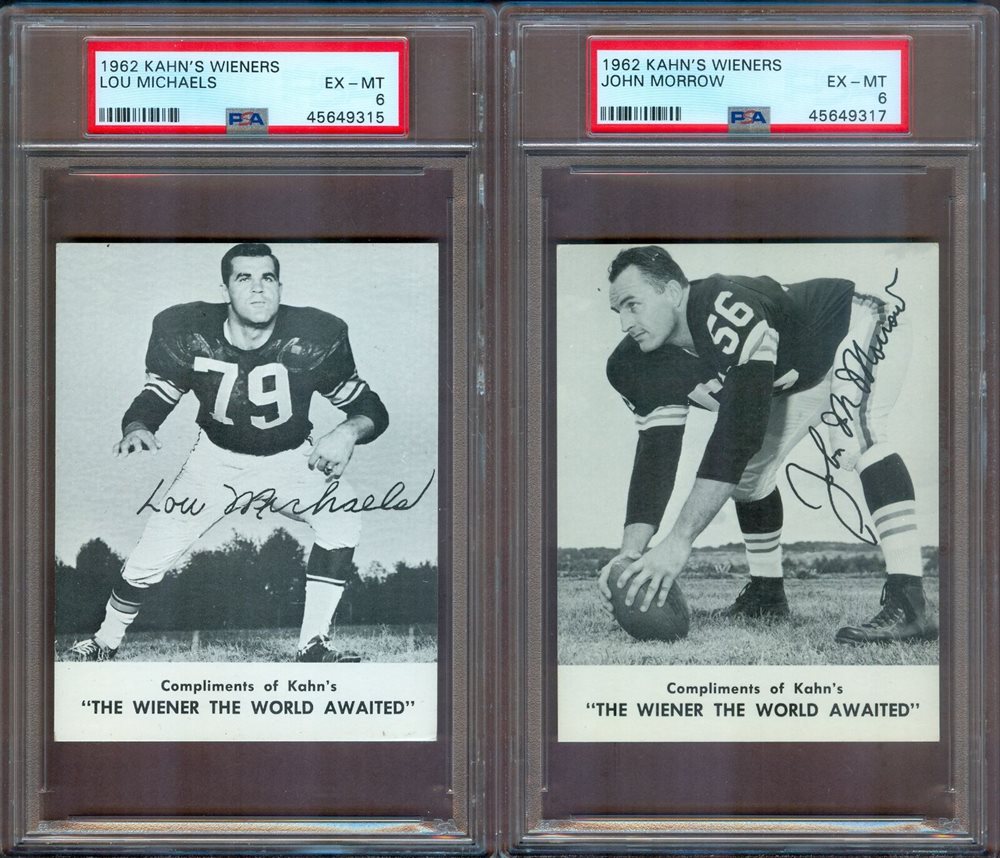 1962 KAHN'S WIENERS
LOU MICHAELS EX-MT
6
PSA 45649315
79
Lou Michaels
Compliments of Kahn's
"THE WIENER THE WORLD AWAITED"
1962 KAHN'S WIENERS
JOHN MORROW EX-MT
6
PSA 45649317
56
John M Morrow
Compliments of Kahn's
"THE WIENER THE WORLD AWAITED"